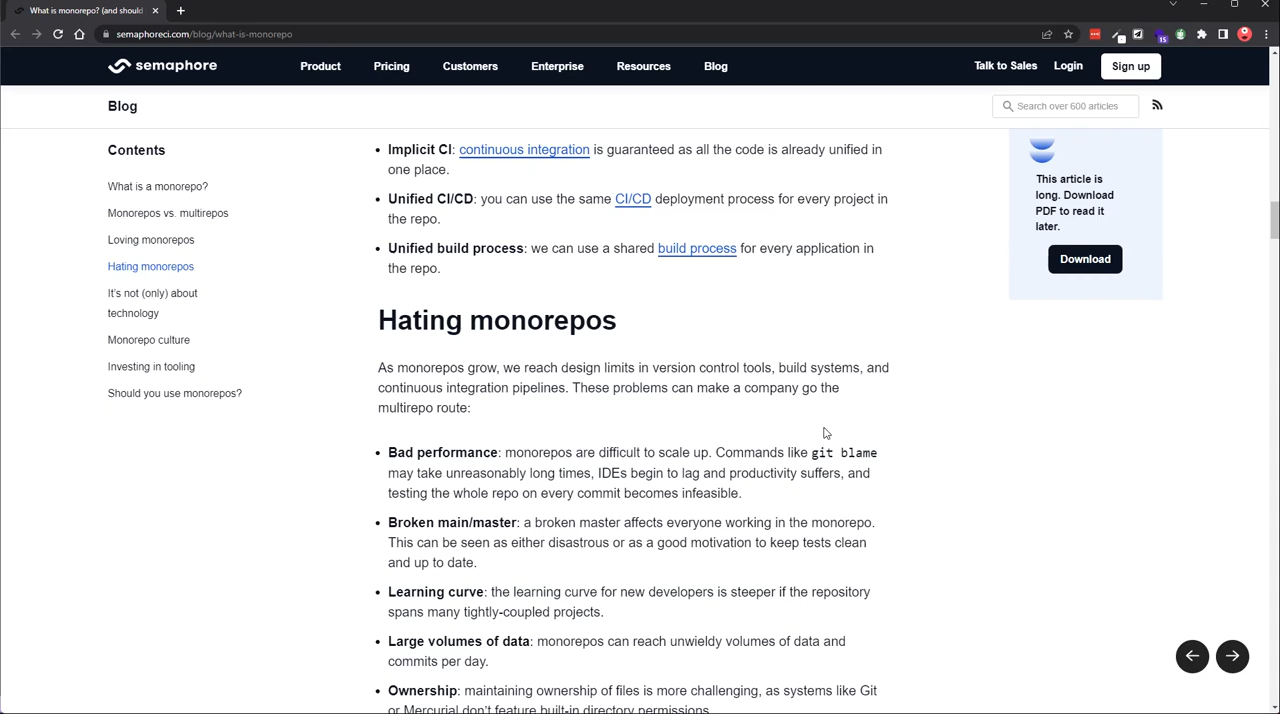 What is monorepo? (and should
semaphoreci.com/blog/what-is-monorepo
15
semaphore
Product
Pricing
Customers
Enterprise
Resources
Blog
Talk to Sales
Login
Sign up
Blog
Search over 600 articles
Contents
What is a monorepo?
Monorepos vs. multirepos
Loving monorepos
Hating monorepos
It's not (only) about
technology
Monorepo culture
Investing in tooling
Should you use monorepos?
• Implicit CI: continuous integration is guaranteed as all the code is already unified in
one place.
• Unified CI/CD: you can use the same CI/CD deployment process for every project in
the repo.
• Unified build process: we can use a shared build process for every application in
the repo.
Hating monorepos
As monorepos grow, we reach design limits in version control tools, build systems, and
continuous integration pipelines. These problems can make a company go the
multirepo route:
• Bad performance: monorepos are difficult to scale up. Commands like git blame
may take unreasonably long times, IDEs begin to lag and productivity suffers, and
testing the whole repo on every commit becomes infeasible.
• Broken main/master: a broken master affects everyone working in the monorepo.
This can be seen as either disastrous or as a good motivation to keep tests clean
and up to date.
• Learning curve: the learning curve for new developers is steeper if the repository
spans many tightly-coupled projects.
• Large volumes of data: monorepos can reach unwieldy volumes of data and
commits per day.
• Ownership: maintaining ownership of files is more challenging, as systems like Git
or Mercurial don't feature built-in directory permissions.
This article is
long. Download
PDF to read it
later.
Download